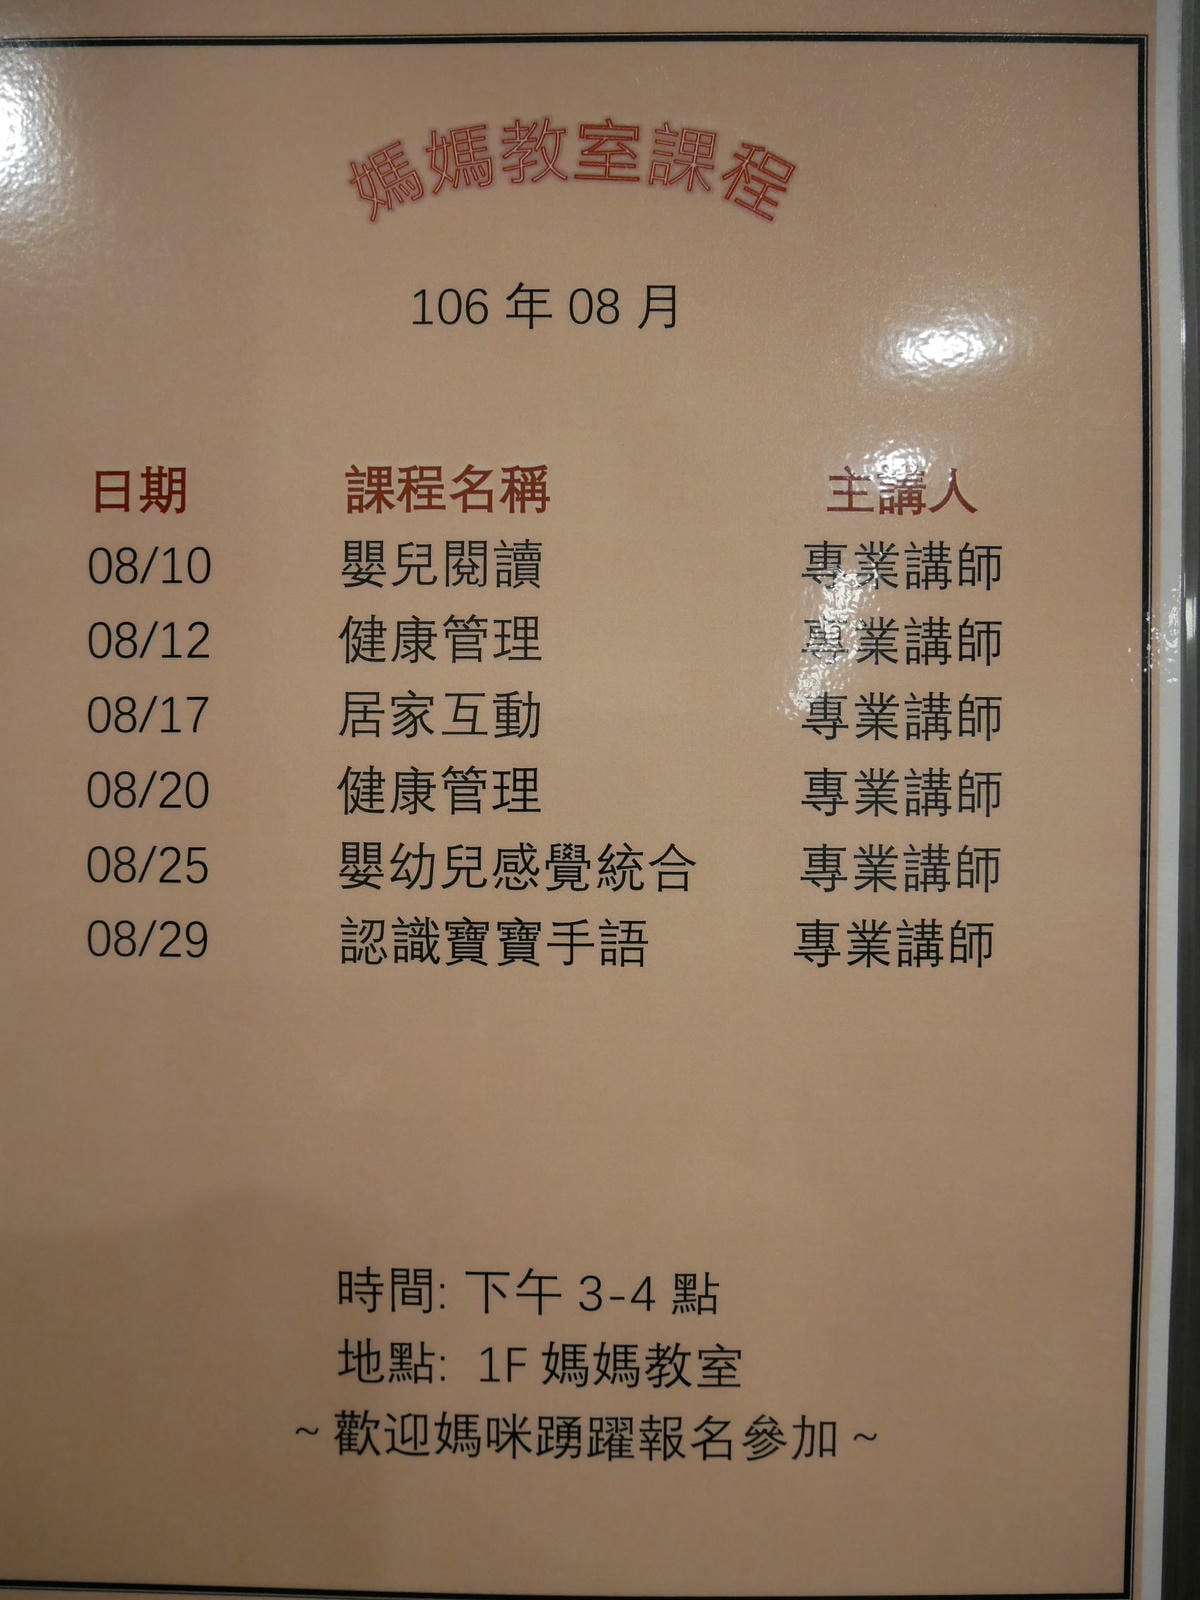 媽媽教室課程
106 年 08 月
日期 課程名稱 主講人
08/10 嬰兒閱讀 專業講師
08/12 健康管理 專業講師
08/17 居家互動 專業講師
08/20 健康管理 專業講師
08/25 嬰幼兒感覺統合 專業講師
08/29 認識寶寶手語 專業講師
時間: 下午 3-4 點
地點: 1F 媽媽教室
~ 歡迎媽咪踴躍報名參加 ~